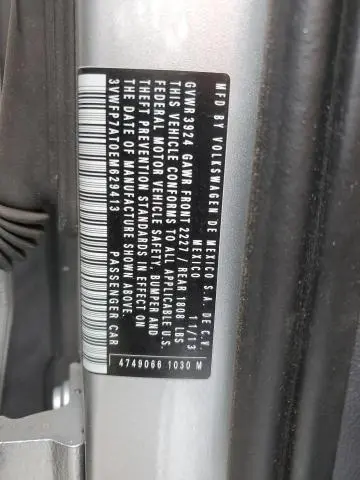 MFD BY VOLKSWAGEN DE MEXICO S.A. DE C.V.
MEXICO 11/13
GVWR 3924 GAWR FRONT 2227 / REAR 1808 LBS
THIS VEHICLE CONFORMS TO ALL APPLICABLE U.S.
FEDERAL MOTOR VEHICLE SAFETY, BUMPER AND
THEFT PREVENTION STANDARDS IN EFFECT ON
THE DATE OF MANUFACTURE SHOWN ABOVE.
3VWFP7AT0EM629413 PASSENGER CAR
4749066 1030 M